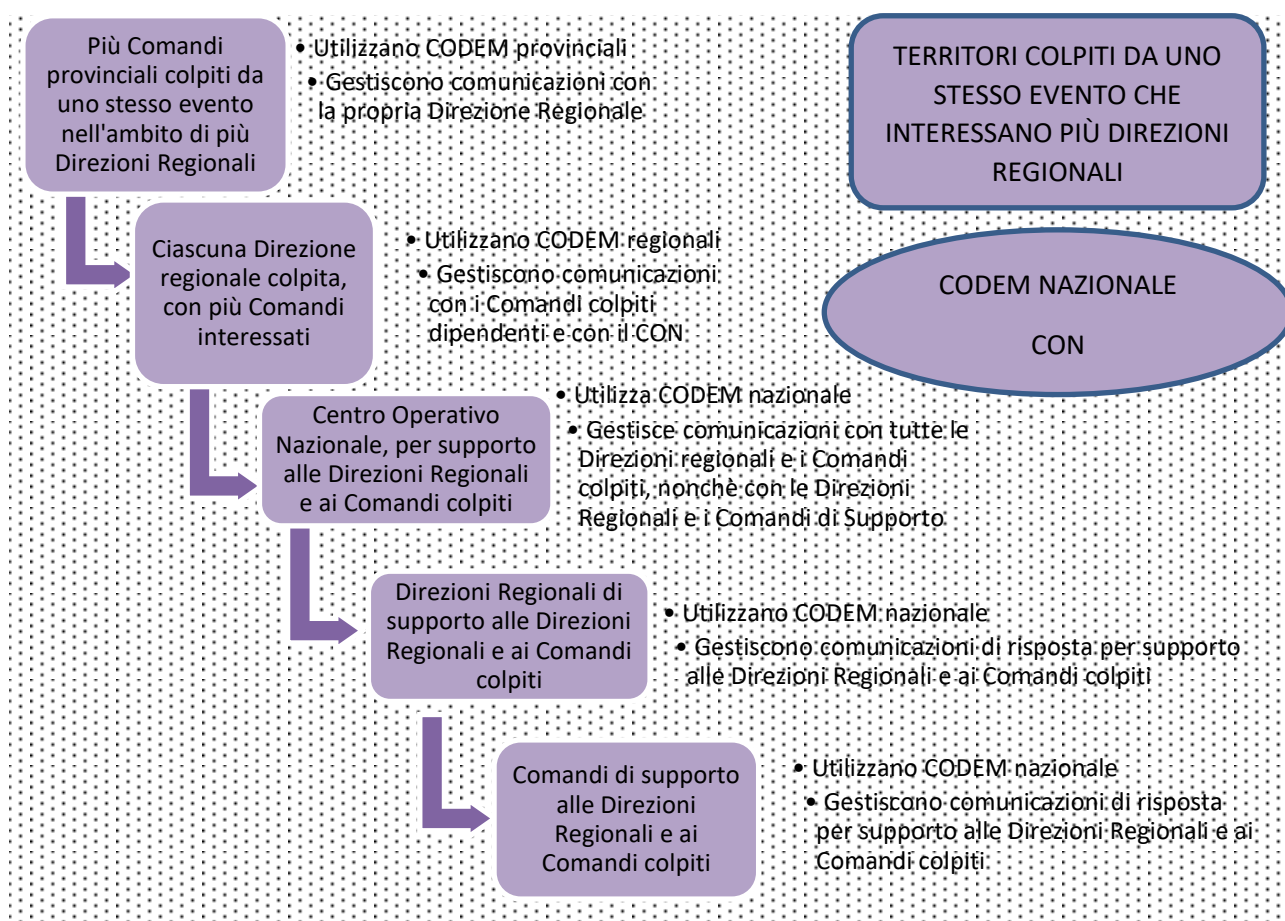 Più Comandi
provinciali colpiti da
uno stesso evento
nell'ambito di più
Direzioni Regionali
• Utilizzano CODEM provinciali
• Gestiscono comunicazioni con
la propria Direzione Regionale
TERRITORI COLPITI DA UNO
STESSO EVENTO CHE
INTERESSANO PIÙ DIREZIONI
REGIONALI
Ciascuna Direzione
regionale colpita,
con più Comandi
interessati
• Utilizzano CODEM regionali
• Gestiscono comunicazioni
con i Comandi colpiti
dipendenti e con il CON
CODEM NAZIONALE
CON
Centro Operativo
Nazionale, per supporto
alle Direzioni Regionali
e ai Comandi colpiti
• Utilizza CODEM nazionale
• Gestisce comunicazioni con tutte le
Direzioni regionali e i Comandi
colpiti, nonchè con le Direzioni
Regionali e i Comandi di Supporto
Direzioni Regionali di
supporto alle Direzioni
Regionali e ai Comandi
colpiti
• Utilizzano CODEM nazionale
• Gestiscono comunicazioni di risposta per supporto
alle Direzioni Regionali e ai Comandi colpiti
Comandi di supporto
alle Direzioni
Regionali e ai
Comandi colpiti
• Utilizzano CODEM nazionale
• Gestiscono comunicazioni di risposta
per supporto alle Direzioni Regionali e ai
Comandi colpiti